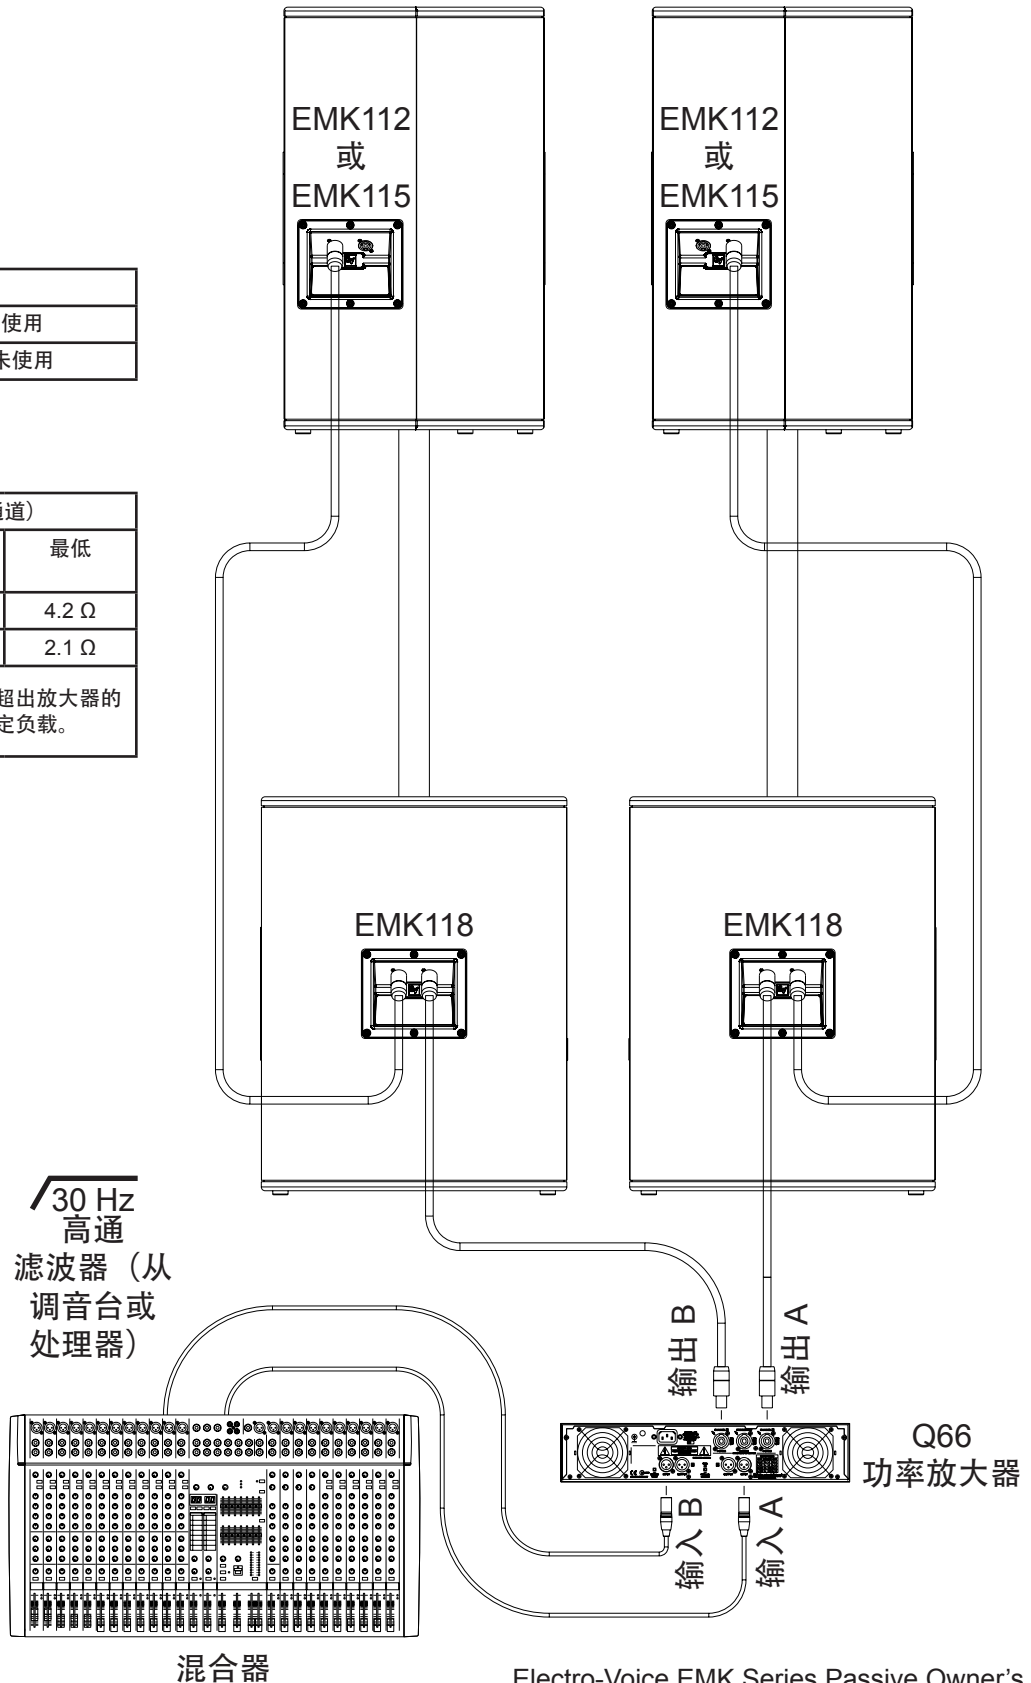 EMK112
或
EMK115
EMK112
或
EMK115
使用
未使用
通道）
最低
4.2 Ω
2.1 Ω
超出放大器的
定负载。
EMK118
EMK118
30 Hz
高通
滤波器（从
调音台或
处理器）
输出 B
输出 A
Q66
功率放大器
输入 B
输入 A
混合器
Electro-Voice EMK Series Passive Owner's